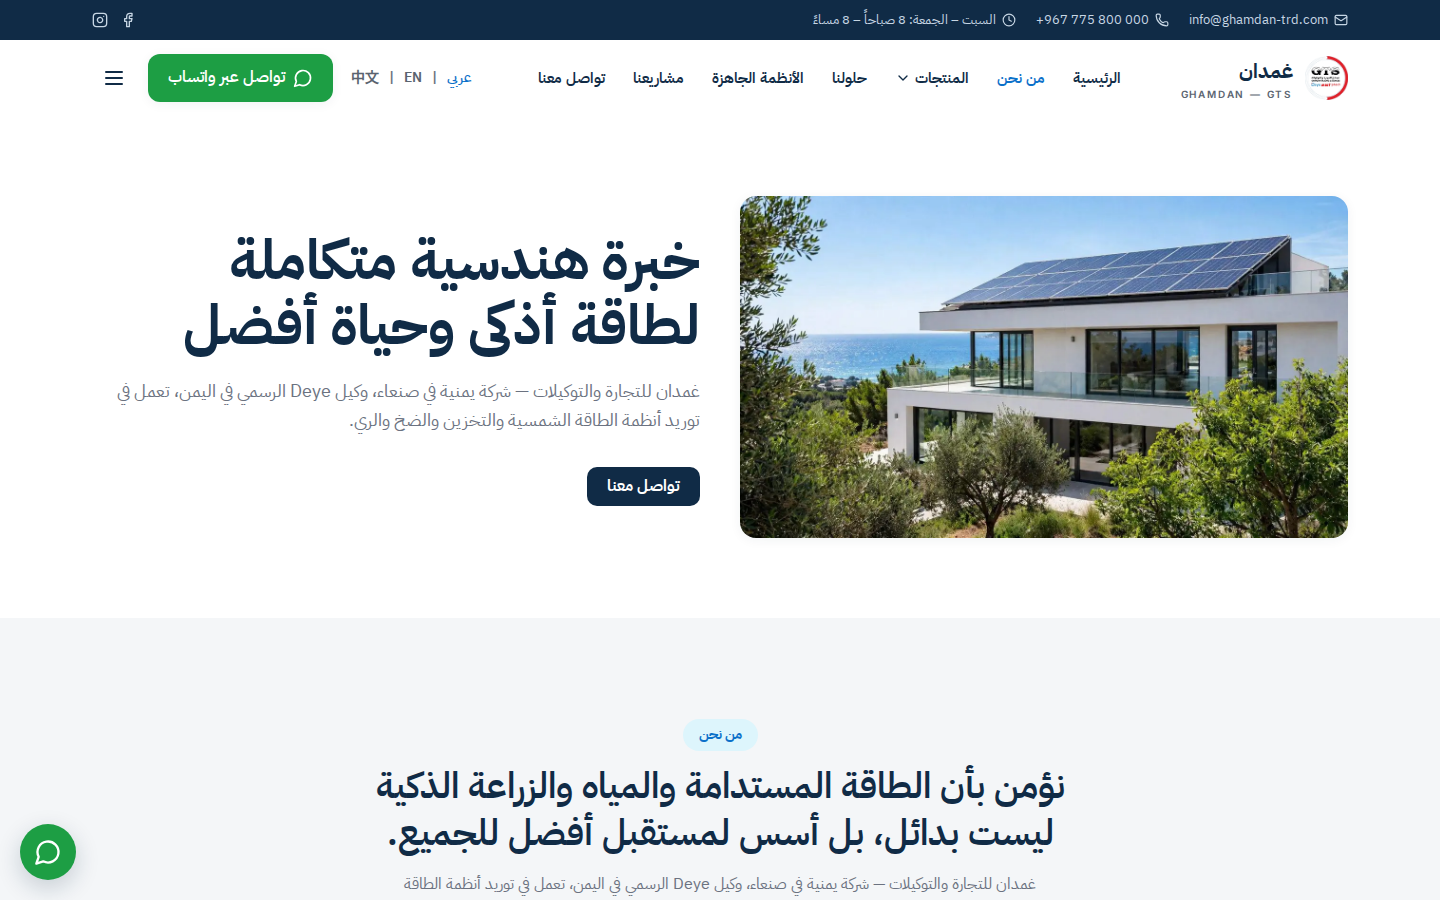 info@ghamdan-trd.com
+967 775 800 000
السبت – الجمعة: 8 صباحاً – 8 مساءً
GTS
غمدان
GHAMDAN — GTS
الرئيسية
من نحن
المنتجات
حلولنا
الأنظمة الجاهزة
مشاريعنا
تواصل معنا
عربي | EN | 中文
تواصل عبر واتساب
خبرة هندسية متكاملة
لطاقة أذكى وحياة أفضل
غمدان للتجارة والتوكيلات — شركة يمنية في صنعاء، وكيل Deye الرسمي في اليمن، تعمل في
توريد أنظمة الطاقة الشمسية والتخزين والضخ والري.
تواصل معنا
من نحن
نؤمن بأن الطاقة المستدامة والمياه والزراعة الذكية
ليست بدائل، بل أسس لمستقبل أفضل للجميع.
غمدان للتجارة والتوكيلات — شركة يمنية في صنعاء، وكيل Deye الرسمي في اليمن، تعمل في توريد أنظمة الطاقة